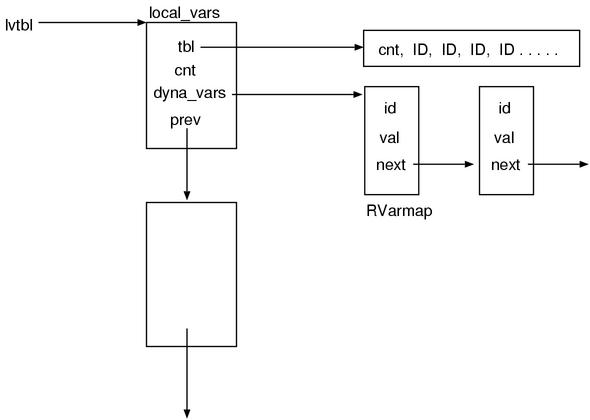 local_vars
lvtbl
tbl
cnt, ID, ID, ID, ID . . . . .
cnt
dyna_vars
prev
id
val
next
RVarmap
id
val
next